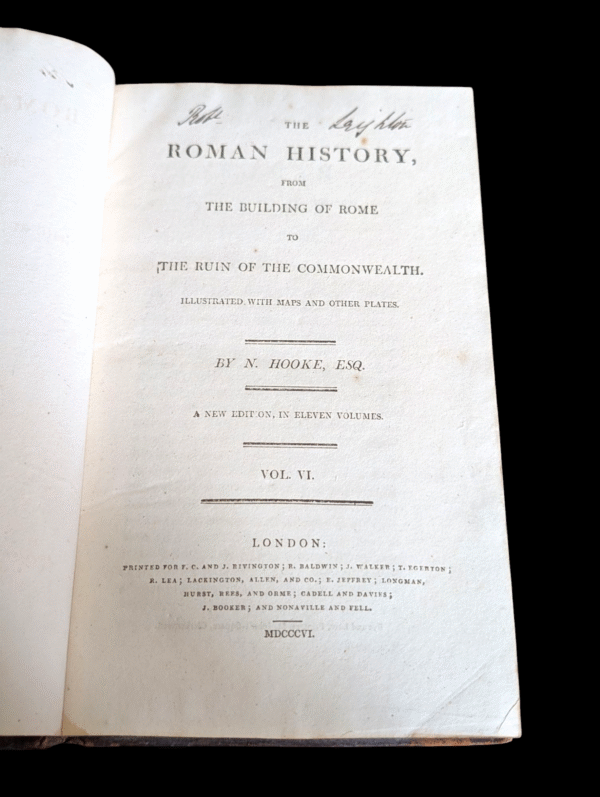 Robt Leighton
THE
ROMAN HISTORY,
FROM
THE BUILDING OF ROME
TO
THE RUIN OF THE COMMONWEALTH.
ILLUSTRATED WITH MAPS AND OTHER PLATES.
BY N. HOOKE, ESQ.
A NEW EDITION, IN ELEVEN VOLUMES.
VOL. VI.
LONDON:
PRINTED FOR F. C. AND J. RIVINGTON; R. BALDWIN; J. WALKER; T. EGERTON;
R. LEA; LACKINGTON, ALLEN, AND CO.; E. JEFFREY; LONGMAN,
HURST, REES, AND ORME; CADELL AND DAVIES;
J. BOOKER; AND NONAVILLE AND FELL.
MDCCCVI.